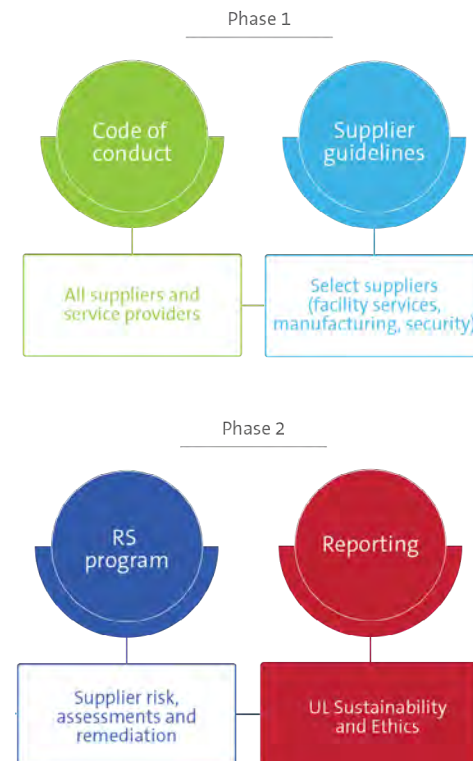 Phase 1
Code of
conduct
Supplier
guidelines
All suppliers and
service providers
Select suppliers
(facility services,
manufacturing, security)
Phase 2
RS
program
Reporting
Supplier risk,
assessments and
remediation
UL Sustainability
and Ethics